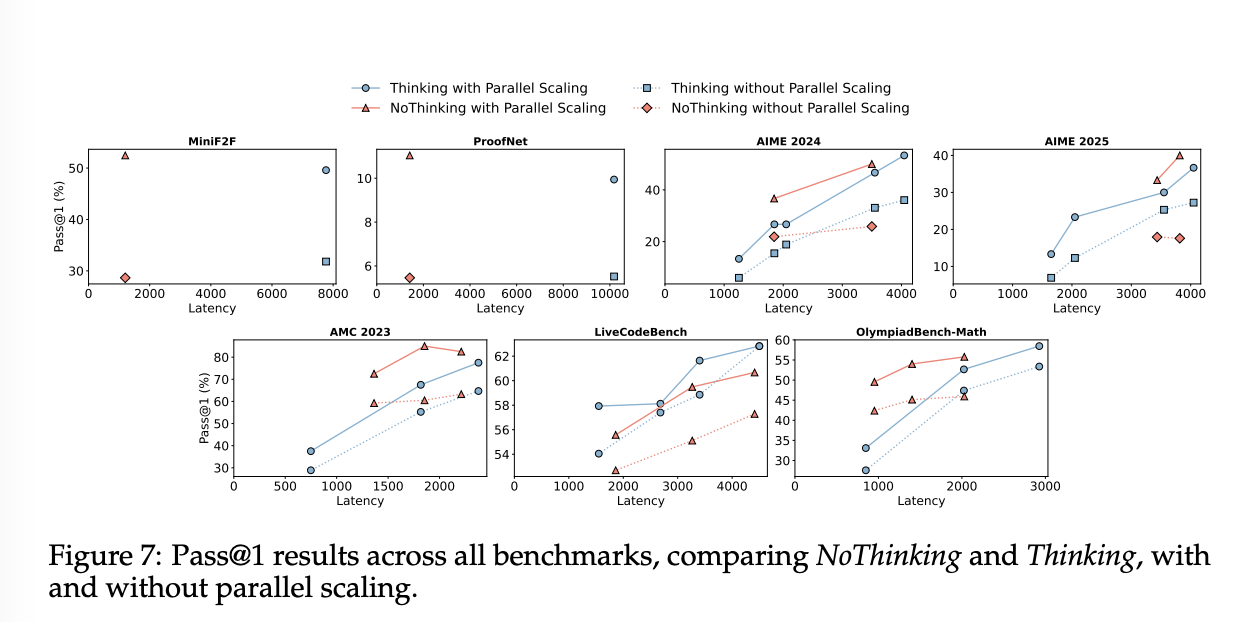 Thinking with Parallel Scaling
Thinking without Parallel Scaling
NoThinking with Parallel Scaling
NoThinking without Parallel Scaling
MiniF2F
ProofNet
AIME 2024
AIME 2025
Pass@1 (%)
50
40
30
0 2000 4000 6000 8000
Latency
10
8
6
0 2000 4000 6000 8000 10000
Latency
40
20
0 1000 2000 3000 4000
Latency
40
30
20
10
0 1000 2000 3000 4000
Latency
AMC 2023
LiveCodeBench
OlympiadBench-Math
Pass@1 (%)
80
70
60
50
40
30
0 500 1000 1500 2000
Latency
62
60
58
56
54
0 1000 2000 3000 4000
Latency
60
55
50
45
40
35
30
0 1000 2000 3000
Latency
Figure 7: Pass@1 results across all benchmarks, comparing NoThinking and Thinking, with
and without parallel scaling.